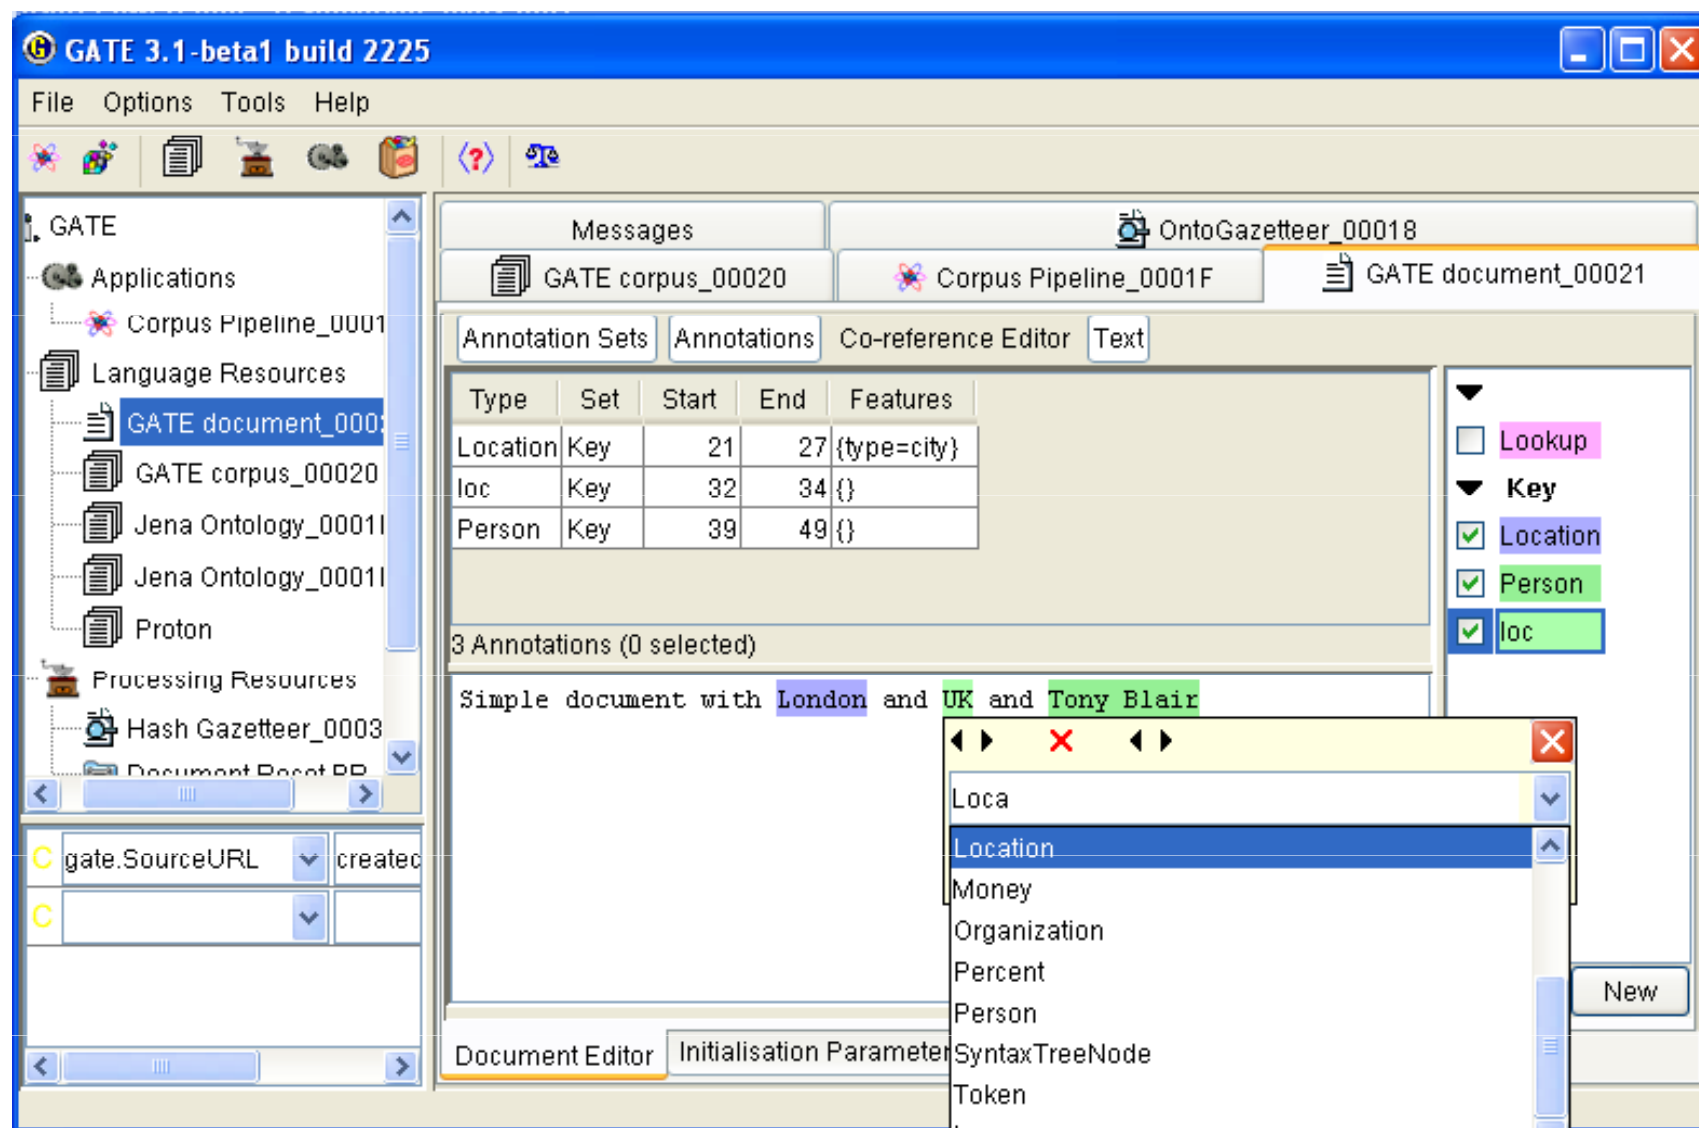 GATE 3.1-beta1 build 2225
File Options Tools Help
GATE
Applications
Corpus Pipeline_0001
Language Resources
GATE document_000
GATE corpus_00020
Jena Ontology_0001
Jena Ontology_0001
Proton
Processing Resources
Hash Gazetteer_0003
Document Reset PR
C gate.SourceURL created
C
Messages OntoGazetteer_00018
GATE corpus_00020 Corpus Pipeline_0001F GATE document_00021
Annotation Sets Annotations Co-reference Editor Text
Type Set Start End Features
Location Key 21 27 {type=city}
loc Key 32 34 {}
Person Key 39 49 {}
3 Annotations (0 selected)
Simple document with London and UK and Tony Blair
Loca
Location
Money
Organization
Percent
Person
SyntaxTreeNode
Token
Lookup
Key
Location
Person
loc
New
Document Editor Initialisation Parameter